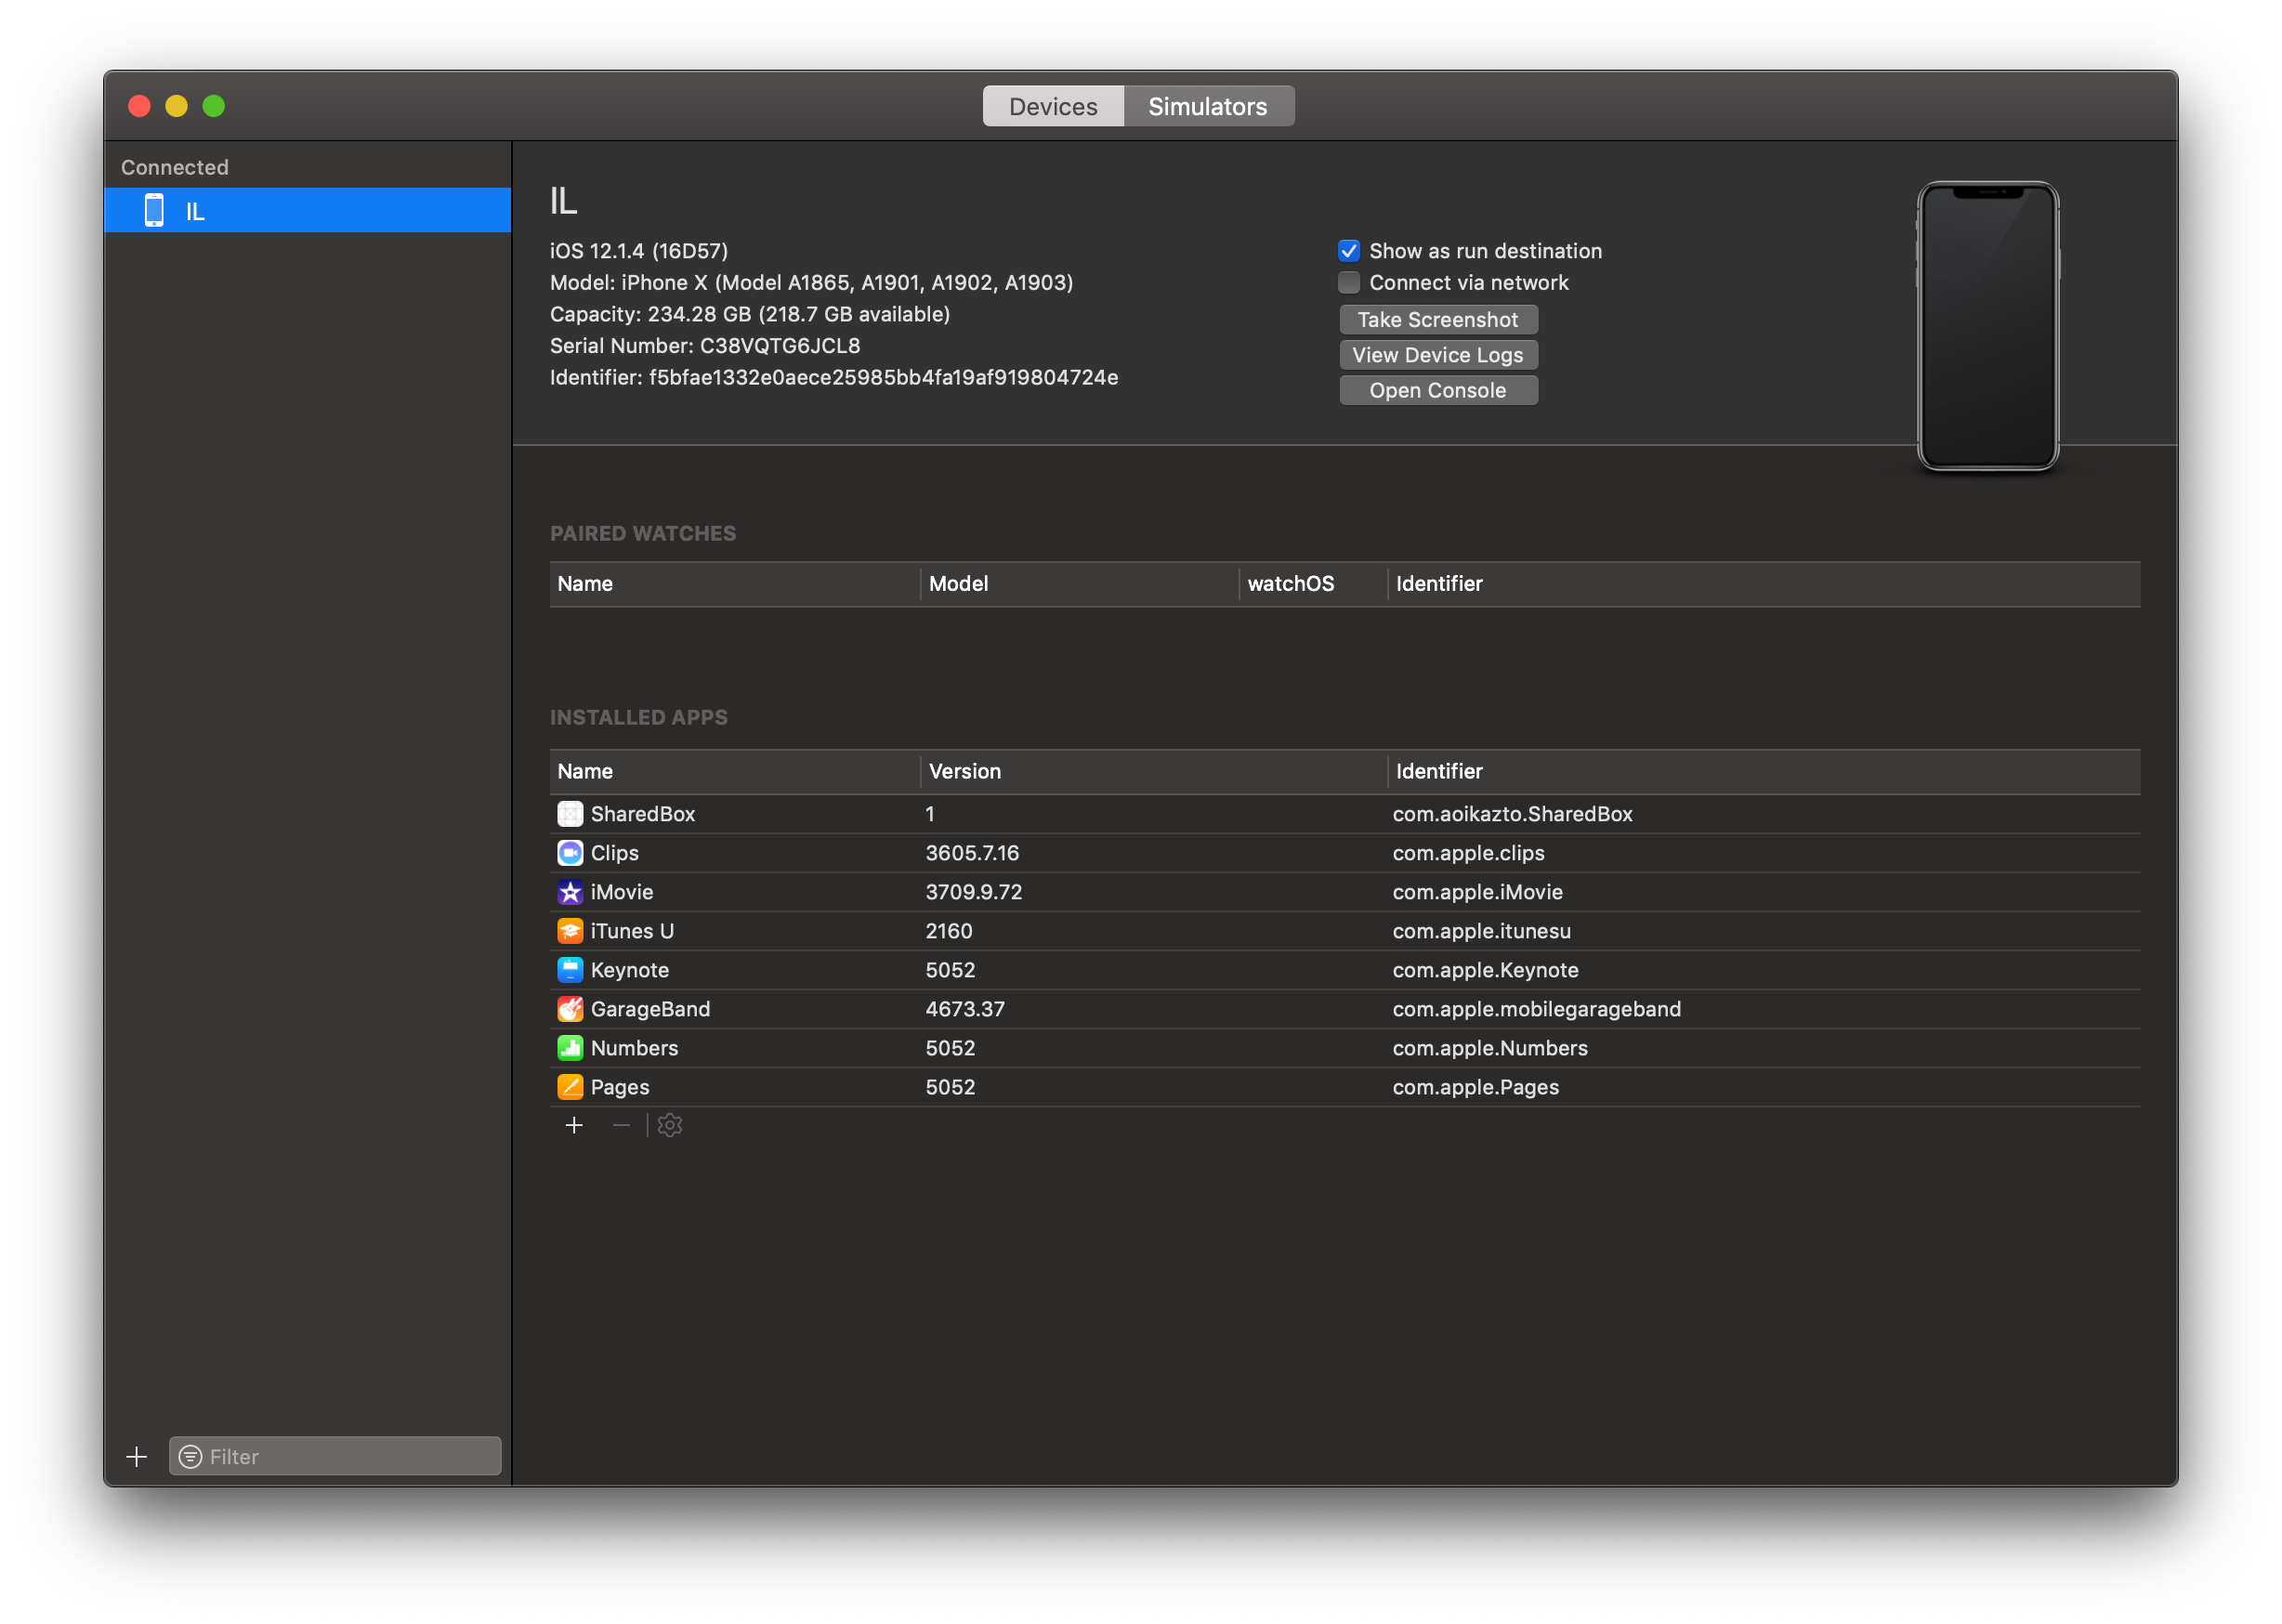 Devices Simulators
Connected
IL
IL
iOS 12.1.4 (16D57)
Model: iPhone X (Model A1865, A1901, A1902, A1903)
Capacity: 234.28 GB (218.7 GB available)
Serial Number: C38VQTG6JCL8
Identifier: f5bfae1332e0aece25985bb4fa19af919804724e
Show as run destination
Connect via network
Take Screenshot
View Device Logs
Open Console
PAIRED WATCHES
Name Model watchOS Identifier
INSTALLED APPS
Name Version Identifier
SharedBox 1 com.aoikazto.SharedBox
Clips 3605.7.16 com.apple.clips
iMovie 3709.9.72 com.apple.iMovie
iTunes U 2160 com.apple.itunesu
Keynote 5052 com.apple.Keynote
GarageBand 4673.37 com.apple.mobilegarageband
Numbers 5052 com.apple.Numbers
Pages 5052 com.apple.Pages
Filter